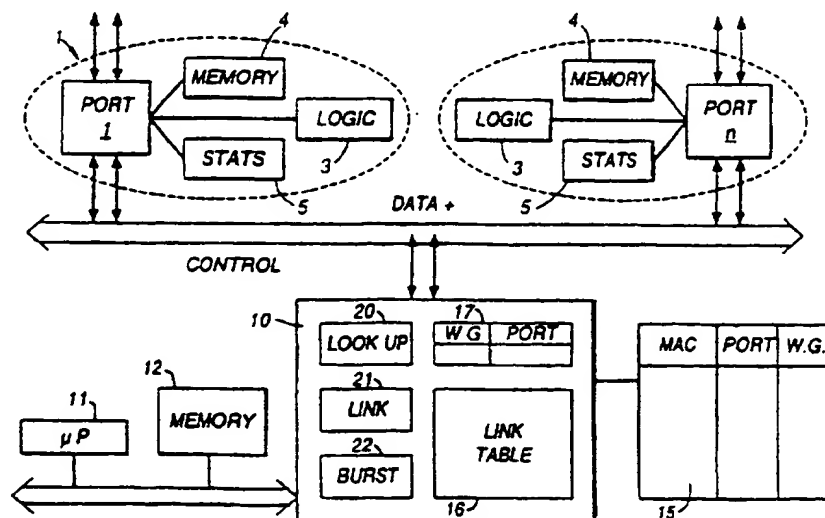 1
4
MEMORY
PORT
1
LOGIC
3
STATS
5
4
MEMORY
PORT
n
LOGIC
3
STATS
5
DATA +
CONTROL
10
20
LOOK UP
17
W G PORT
MAC PORT W.G.
12
MEMORY
11
μ P
21
LINK
22
BURST
LINK
TABLE
16
15